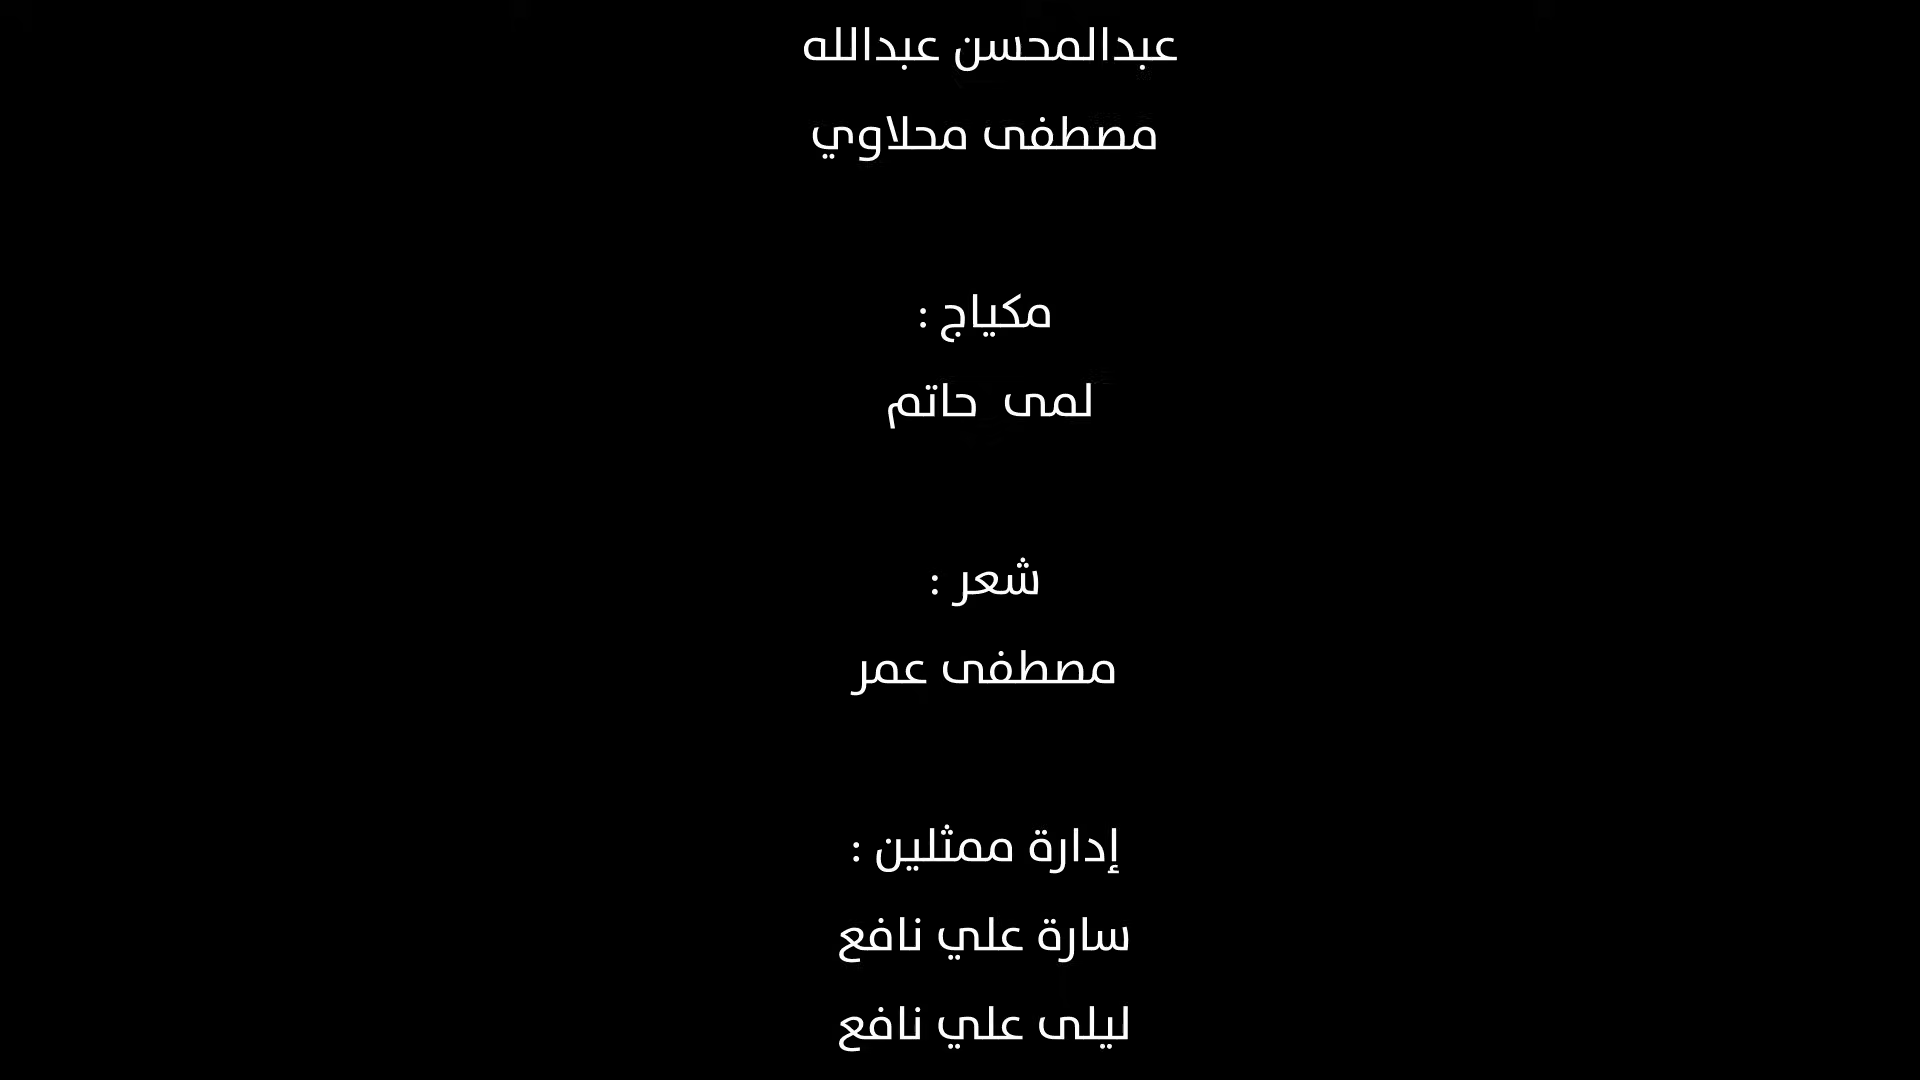 عبدالمحسن عبدالله
مصطفى محلاوي
مكياج :
لمى حاتم
شعر :
مصطفى عمر
إدارة ممثلين :
سارة علي نافع
ليلى علي نافع